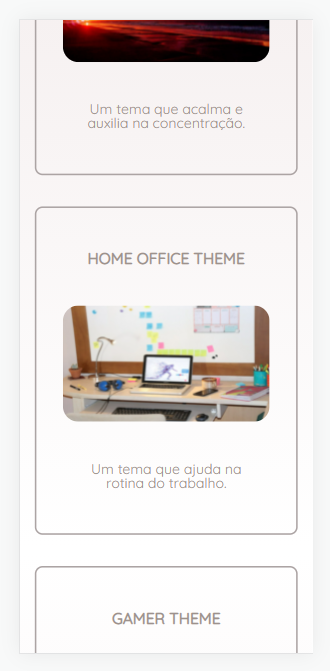 Um tema que acalma e
auxilia na concentração.
HOME OFFICE THEME
Um tema que ajuda na
rotina do trabalho.
GAMER THEME